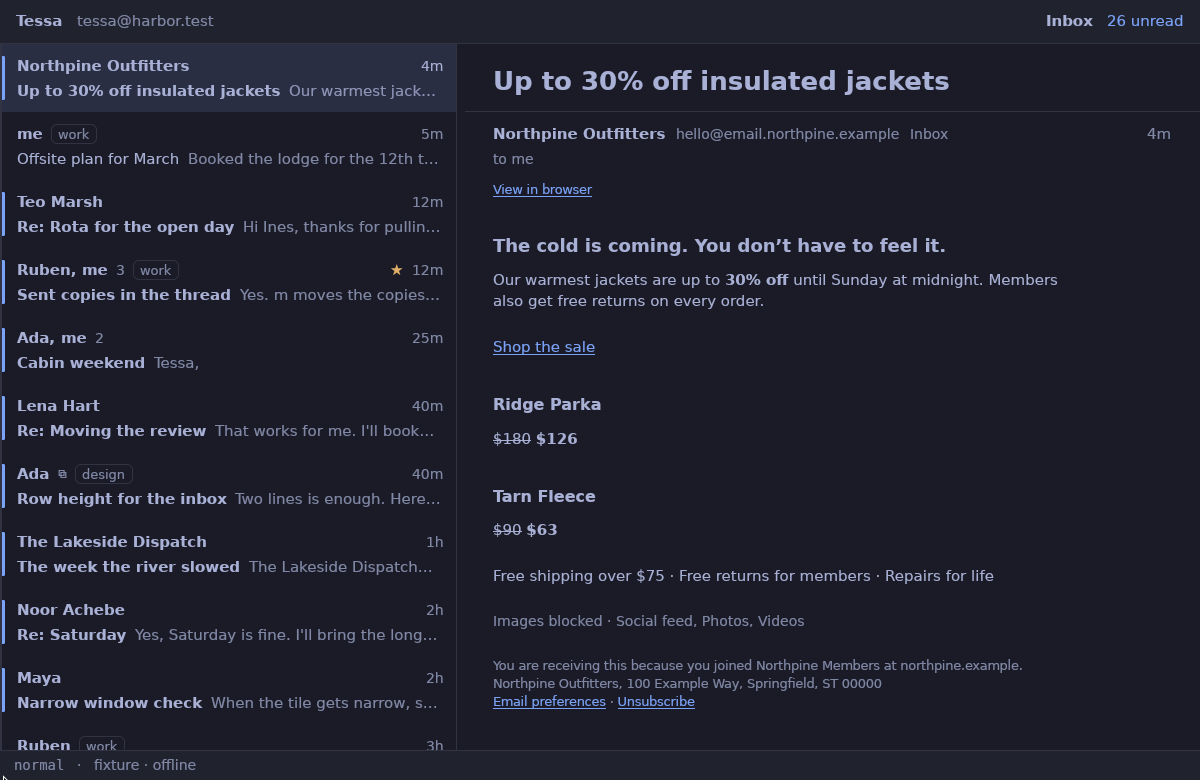 Tessa tessa@harbor.test Inbox 26 unread
Northpine Outfitters 4m
Up to 30% off insulated jackets Our warmest jack…
me work 5m
Offsite plan for March Booked the lodge for the 12th t…
Teo Marsh 12m
Re: Rota for the open day Hi Ines, thanks for pullin…
Ruben, me 3 work ★ 12m
Sent copies in the thread Yes. m moves the copies…
Ada, me 2 25m
Cabin weekend Tessa,
Lena Hart 40m
Re: Moving the review That works for me. I'll book…
Ada design 40m
Row height for the inbox Two lines is enough. Here…
The Lakeside Dispatch 1h
The week the river slowed The Lakeside Dispatch…
Noor Achebe 2h
Re: Saturday Yes, Saturday is fine. I'll bring the long…
Maya 2h
Narrow window check When the tile gets narrow, s…
Ruben work 3h
Up to 30% off insulated jackets
Northpine Outfitters hello@email.northpine.example Inbox 4m
to me
View in browser
The cold is coming. You don’t have to feel it.
Our warmest jackets are up to 30% off until Sunday at midnight. Members
also get free returns on every order.
Shop the sale
Ridge Parka
$180 $126
Tarn Fleece
$90 $63
Free shipping over $75 · Free returns for members · Repairs for life
Images blocked · Social feed, Photos, Videos
You are receiving this because you joined Northpine Members at northpine.example.
Northpine Outfitters, 100 Example Way, Springfield, ST 00000
Email preferences · Unsubscribe
normal · fixture · offline